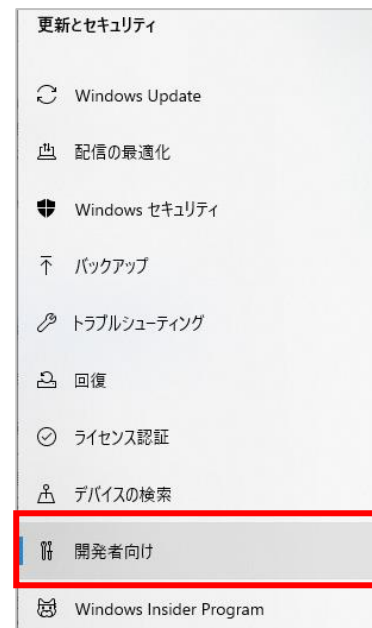 更新とセキュリティ
Windows Update
配信の最適化
Windows セキュリティ
バックアップ
トラブルシューティング
回復
ライセンス認証
デバイスの検索
開発者向け
Windows Insider Program